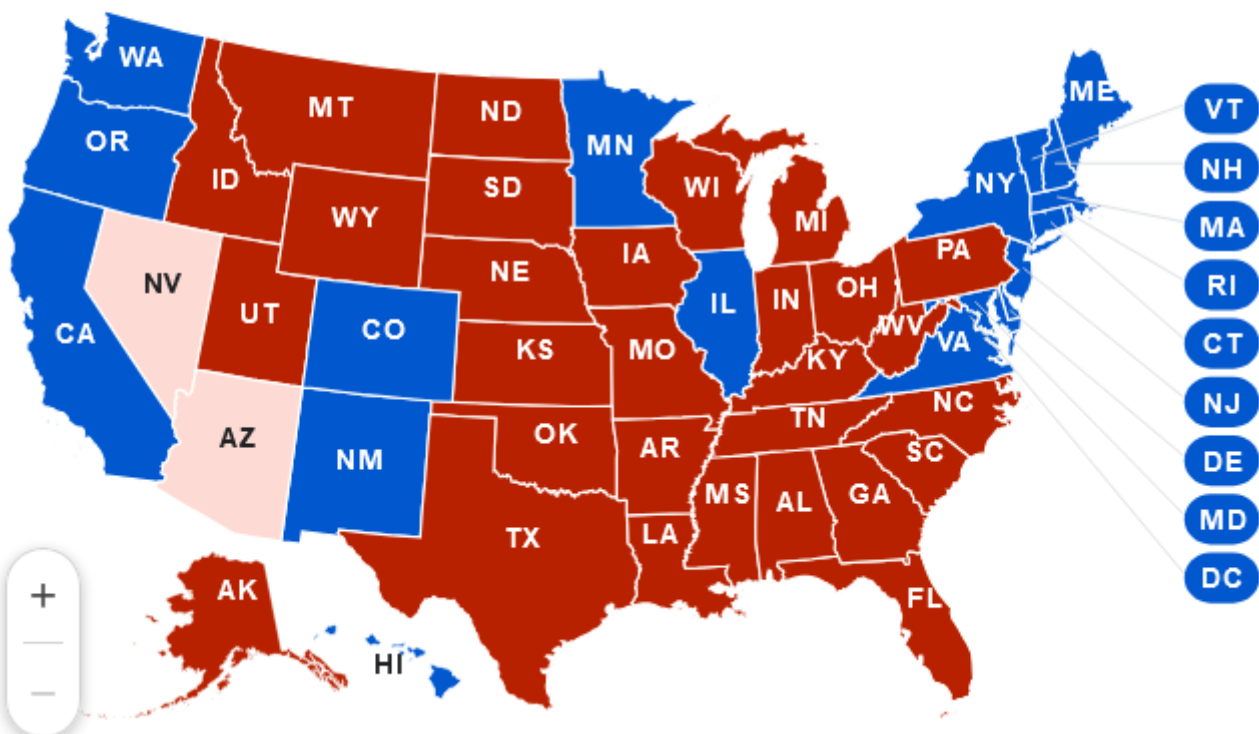 WA
OR
CA
NV
ID
MT
WY
UT
AZ
CO
NM
ND
SD
NE
KS
OK
TX
MN
IA
MO
AR
LA
WI
IL
MI
IN
OH
KY
TN
MS
AL
GA
FL
SC
NC
VA
WV
PA
NY
ME
VT
NH
MA
RI
CT
NJ
DE
MD
DC
AK
HI
+
−